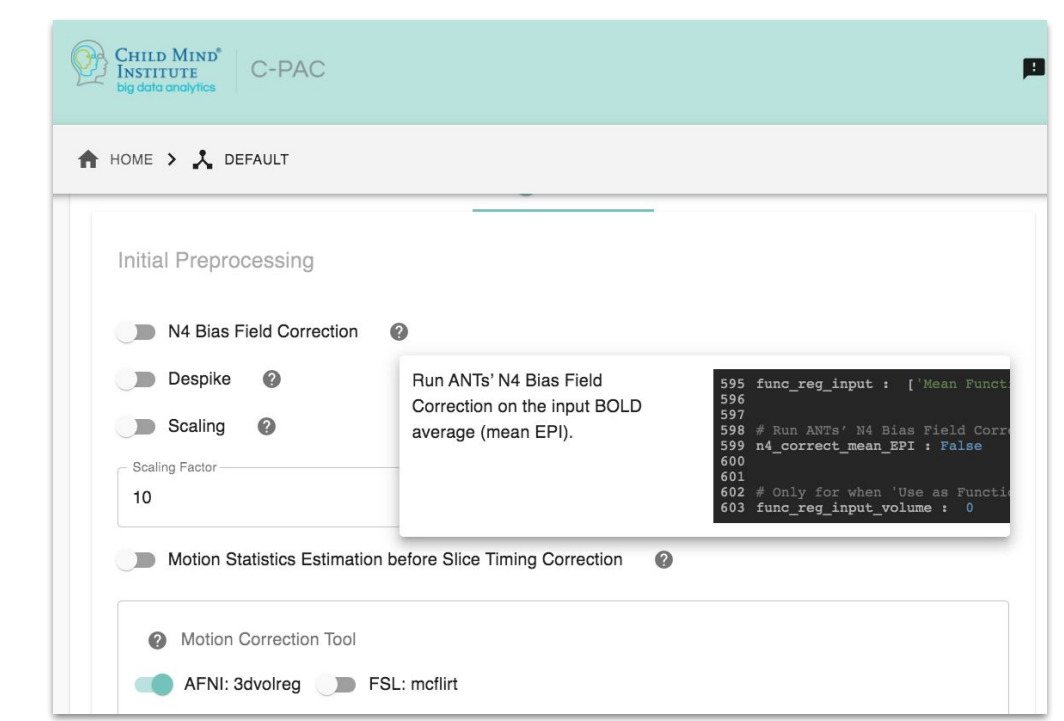 CHILD MIND®
INSTITUTE
big data analytics
C-PAC
HOME > DEFAULT
Initial Preprocessing
N4 Bias Field Correction
Despike
Scaling
Scaling Factor
10
Run ANTs’ N4 Bias Field
Correction on the input BOLD
average (mean EPI).
595 func_reg_input : ['Mean Functi
596
597
598 # Run ANTs’ N4 Bias Field Corre
599 n4_correct_mean_EPI : False
600
601
602 # Only for when 'Use as Functio
603 func_reg_input_volume : 0
Motion Statistics Estimation before Slice Timing Correction
Motion Correction Tool
AFNI: 3dvolreg FSL: mcflirt